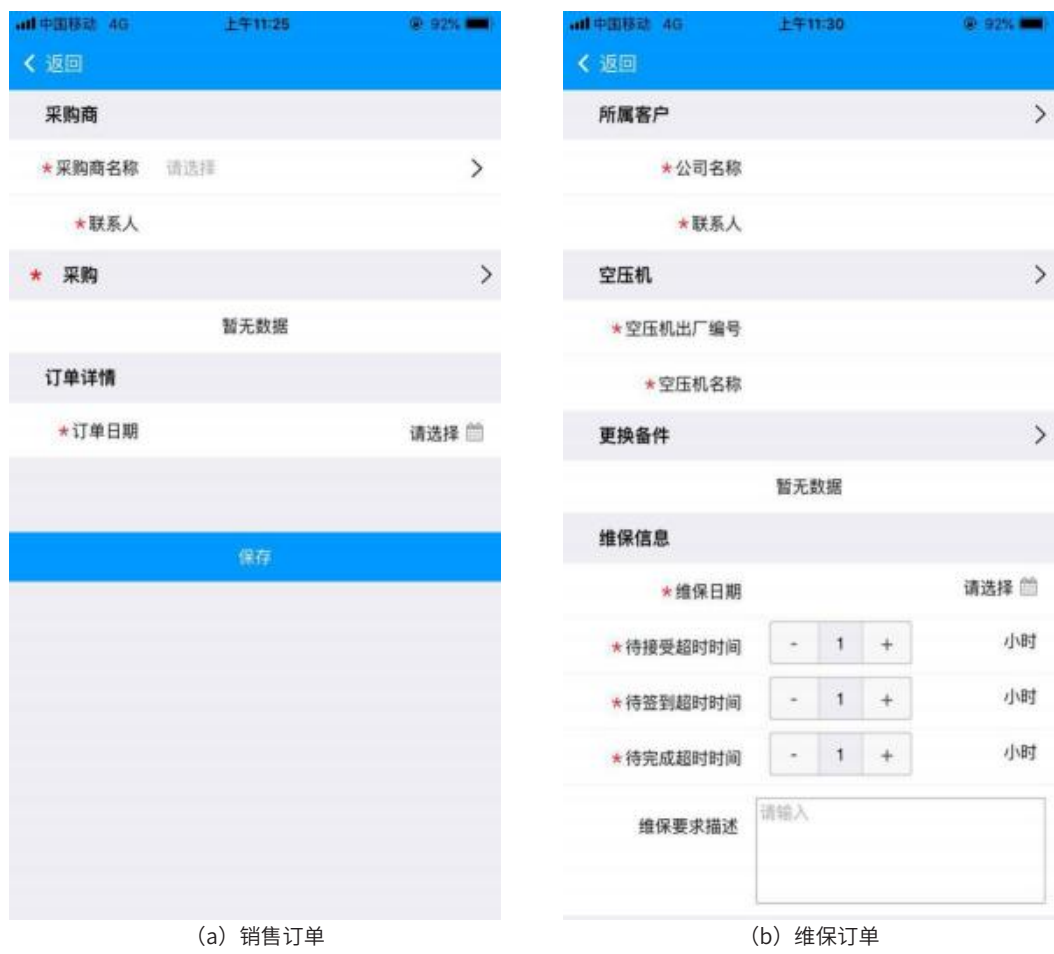 中国移动 4G 上午11:25 92%
返回
采购商
*采购商名称 请选择
*联系人
* 采购
暂无数据
订单详情
*订单日期 请选择
保存
(a) 销售订单
中国移动 4G 上午11:30 92%
返回
所属客户
*公司名称
*联系人
空压机
*空压机出厂编号
*空压机名称
更换备件
暂无数据
维保信息
*维保日期 请选择
*待接受超时时间 - 1 + 小时
*待签到超时时间 - 1 + 小时
*待完成超时时间 - 1 + 小时
维保要求描述 请输入
(b) 维保订单